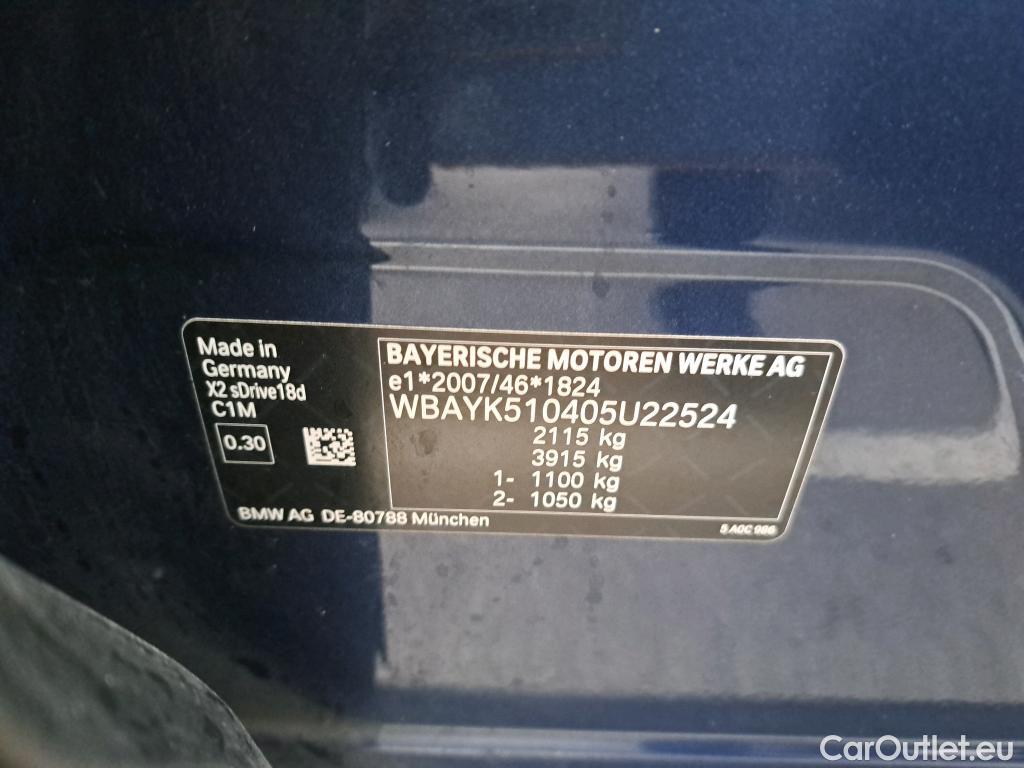 Made in
Germany
X2 sDrive18d
C1M
0.30
BMW AG DE-80788 München
BAYERISCHE MOTOREN WERKE AG
e1*2007/46*1824
WBAYK510405U22524
2115 kg
3915 kg
1- 1100 kg
2- 1050 kg
5 A0C 986
CarOutlet.eu